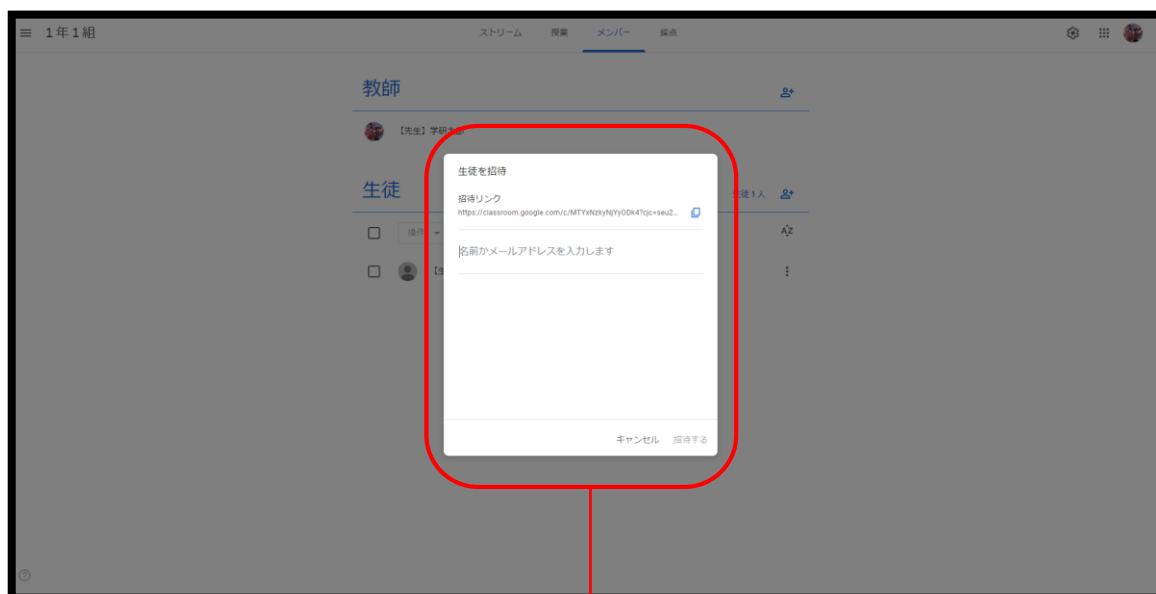 1年1組
ストリーム
授業
メンバー
採点
教師
【先生】学研
生徒を招待
招待リンク
https://classroom.google.com/c/MTYxNzkyNjYyODk4?cjc=seu2…
生徒
生徒1人
操作
名前かメールアドレスを入力します
キャンセル
招待する